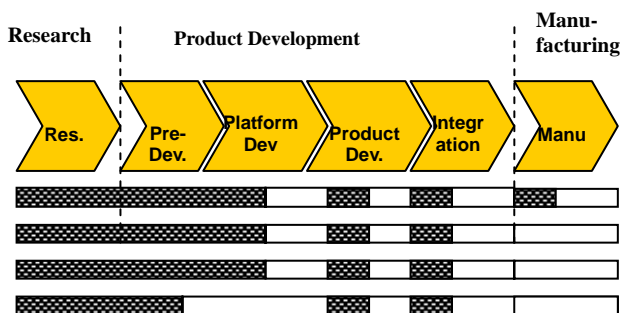 Research
Product Development
Manu-
facturing
Res.
Pre-
Dev.
Platform
Dev
Product
Dev.
Integr
ation
Manu